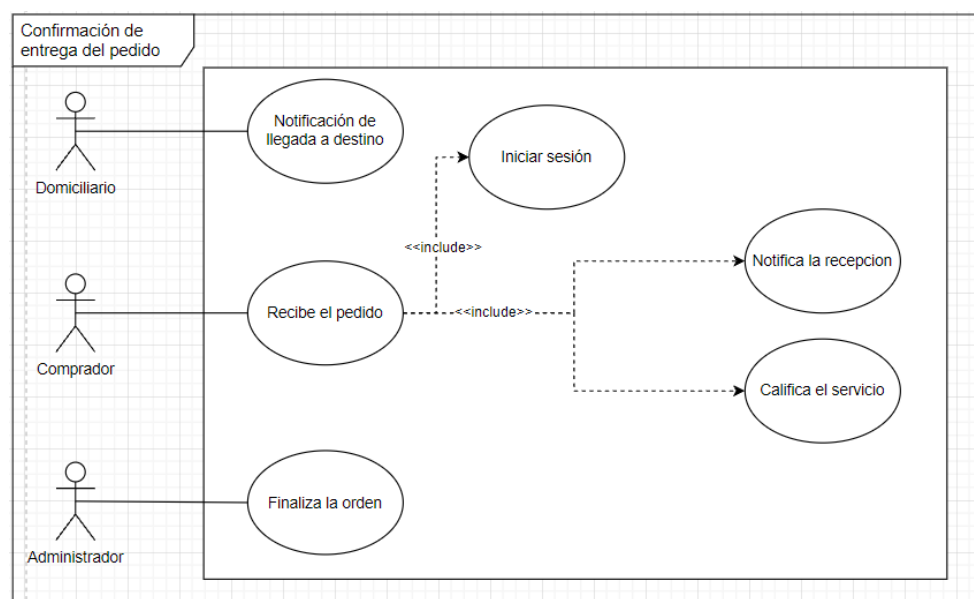 Confirmación de
entrega del pedido
Notificación de
llegada a destino
Iniciar sesión
Domiciliario
<<include>>
Notifica la recepcion
Recibe el pedido
<<include>>
Comprador
Califica el servicio
Finaliza la orden
Administrador